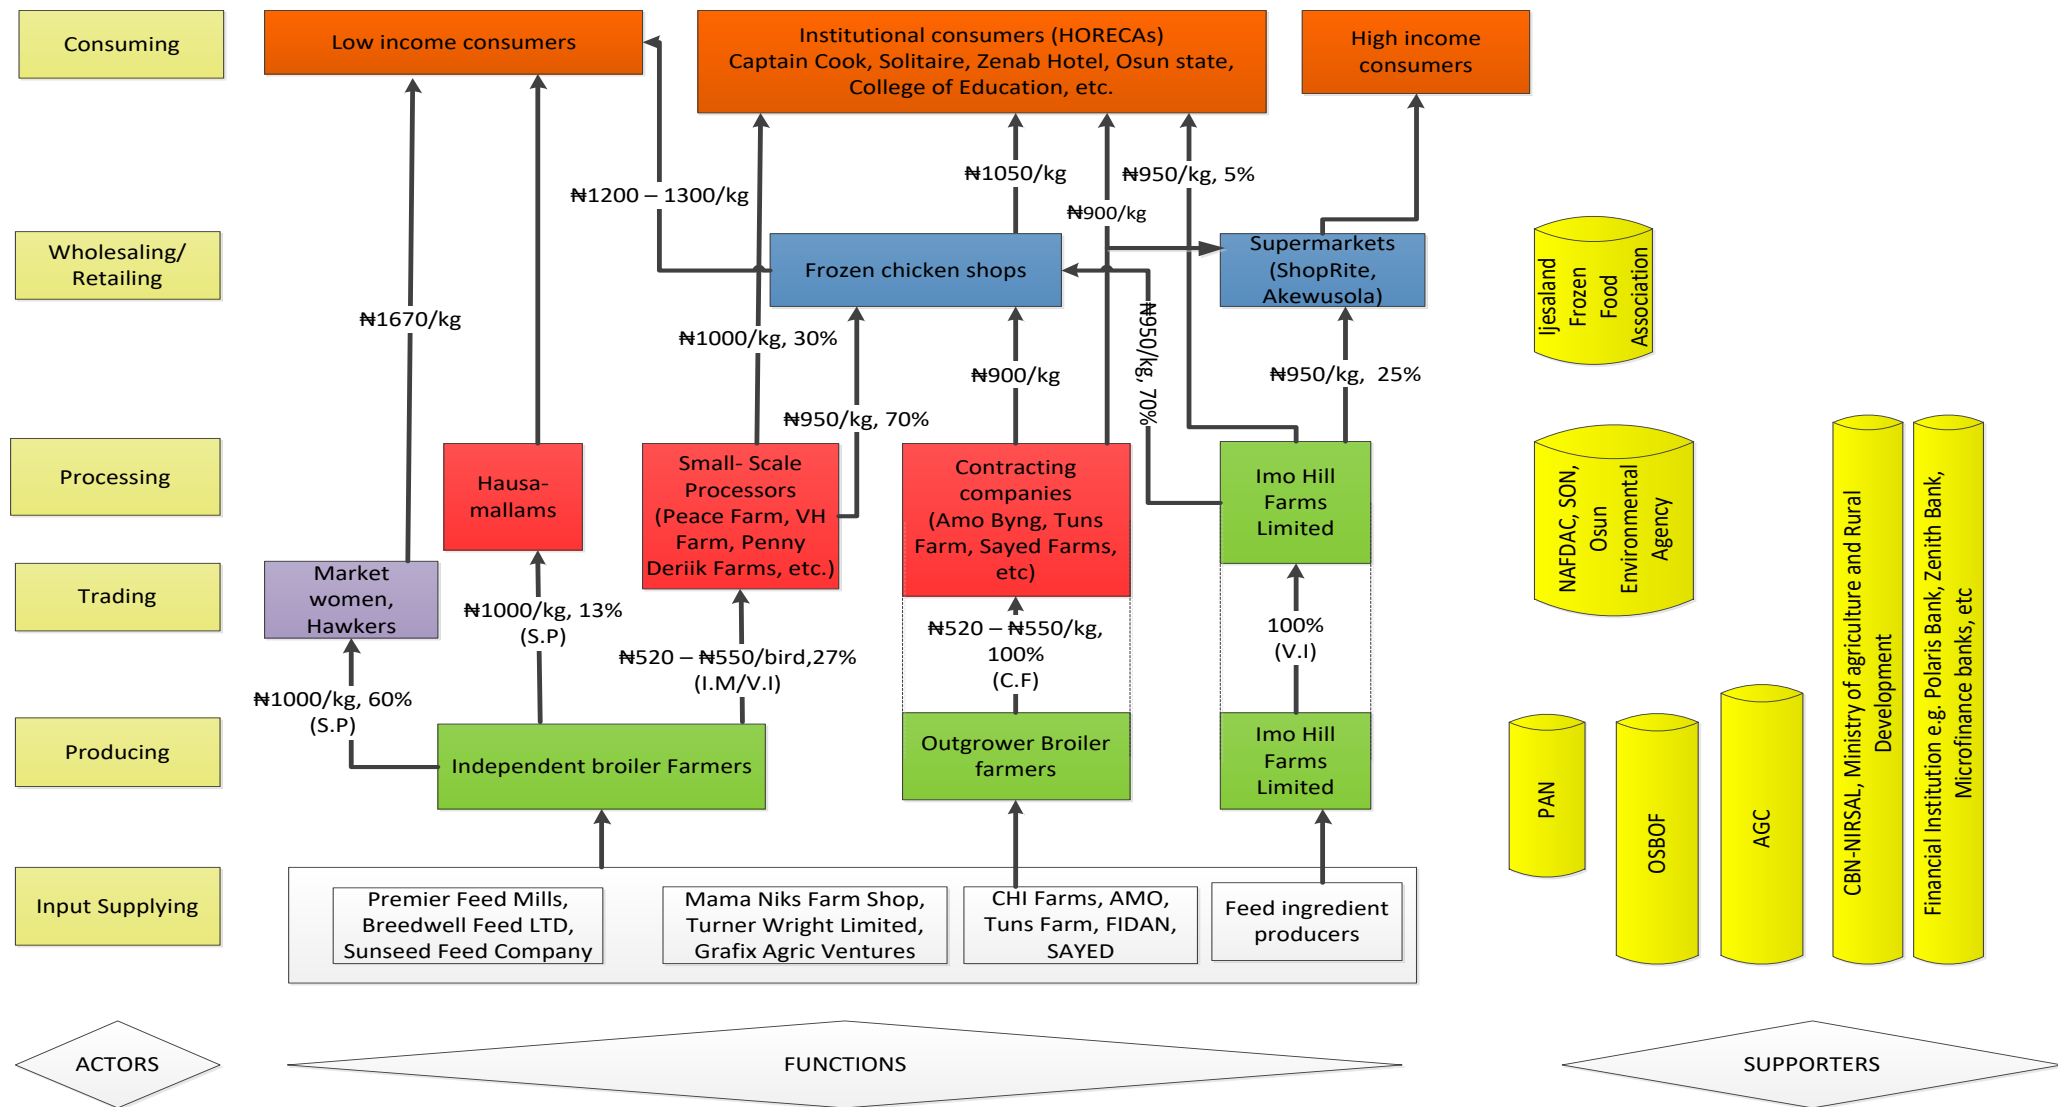 Consuming
Low income consumers
Institutional consumers (HORECAs)
Captain Cook, Solitaire, Zenab Hotel, Osun state,
College of Education, etc.
High income
consumers
₦1200 – 1300/kg
₦1050/kg
₦950/kg, 5%
₦900/kg
Wholesaling/
Retailing
Frozen chicken shops
Supermarkets
(ShopRite,
Akewusola)
Ijesaland
Frozen
Food
Association
₦1670/kg
₦1000/kg, 30%
₦950/kg, 70%
₦900/kg
₦950/kg, 70%
₦950/kg, 25%
Processing
Hausa-
mallams
Small- Scale
Processors
(Peace Farm, VH
Farm, Penny
Deriik Farms, etc.)
Contracting
companies
(Amo Byng, Tuns
Farm, Sayed Farms,
etc)
Imo Hill
Farms
Limited
NAFDAC, SON,
Osun
Environmental
Agency
CBN-NIRSAL, Ministry of agriculture and Rural
Development
Financial Institution e.g. Polaris Bank, Zenith Bank,
Microfinance banks, etc
Trading
Market
women,
Hawkers
₦1000/kg, 13%
(S.P)
₦520 – ₦550/bird,27%
(I.M/V.I)
₦520 – ₦550/kg,
100%
(C.F)
100%
(V.I)
₦1000/kg, 60%
(S.P)
Producing
Independent broiler Farmers
Outgrower Broiler
farmers
Imo Hill
Farms
Limited
PAN
OSBOF
AGC
Input Supplying
Premier Feed Mills,
Breedwell Feed LTD,
Sunseed Feed Company
Mama Niks Farm Shop,
Turner Wright Limited,
Grafix Agric Ventures
CHI Farms, AMO,
Tuns Farm, FIDAN,
SAYED
Feed ingredient
producers
ACTORS
FUNCTIONS
SUPPORTERS